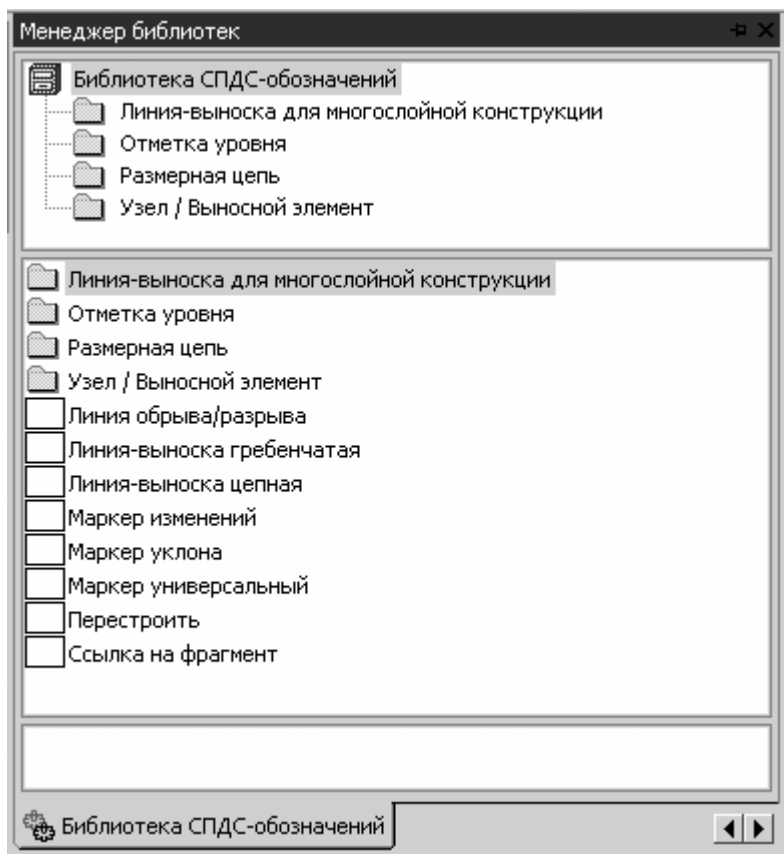 Менеджер библиотек
Библиотека СПДС-обозначений
Линия-выноска для многослойной конструкции
Отметка уровня
Размерная цепь
Узел / Выносной элемент
Линия-выноска для многослойной конструкции
Отметка уровня
Размерная цепь
Узел / Выносной элемент
Линия обрыва/разрыва
Линия-выноска гребенчатая
Линия-выноска цепная
Маркер изменений
Маркер уклона
Маркер универсальный
Перестроить
Ссылка на фрагмент
Библиотека СПДС-обозначений